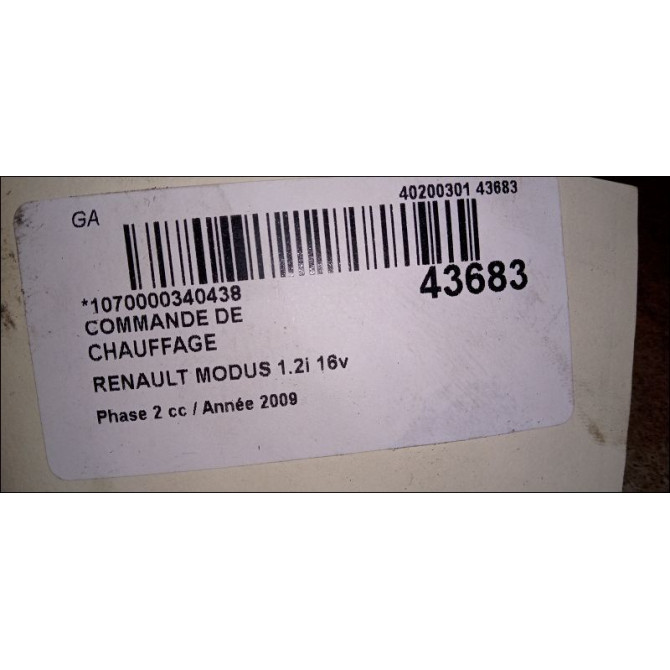 40200301 43683
GA
43683
*1070000340438
COMMANDE DE
CHAUFFAGE
RENAULT MODUS 1.2i 16v
Phase 2 cc / Année 2009